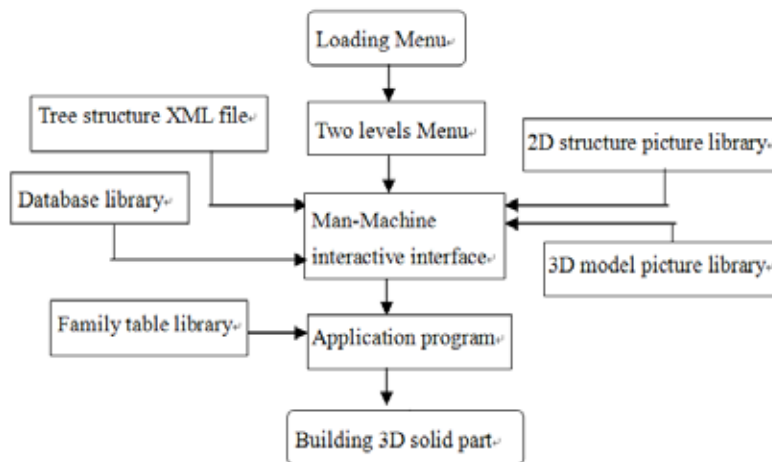 Loading Menu
Tree structure XML file
Two levels Menu
2D structure picture library
Database library
Man-Machine
interactive interface
3D model picture library
Family table library
Application program
Building 3D solid part